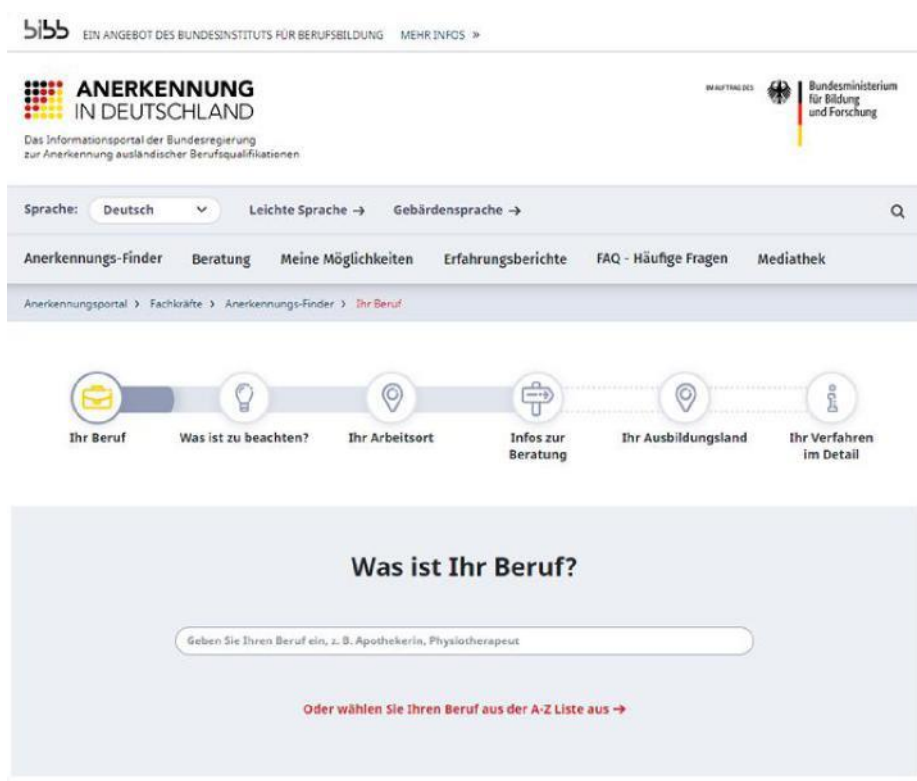 bibb EIN ANGEBOT DES BUNDESINSTITUTS FÜR BERUFSBILDUNG MEHR INFOS »
ANERKENNUNG
IN DEUTSCHLAND
Das Informationsportal der Bundesregierung
zur Anerkennung ausländischer Berufsqualifikationen
IM AUFTRAG DES
Bundesministerium
für Bildung
und Forschung
Sprache: Deutsch Leichte Sprache → Gebärdensprache →
Anerkennungs-Finder Beratung Meine Möglichkeiten Erfahrungsberichte FAQ - Häufige Fragen Mediathek
Anerkennungsportal > Fachkräfte > Anerkennungs-Finder > Ihr Beruf
Ihr Beruf Was ist zu beachten? Ihr Arbeitsort Infos zur Beratung Ihr Ausbildungsland Ihr Verfahren im Detail
Was ist Ihr Beruf?
Geben Sie Ihren Beruf ein, z. B. Apothekerin, Physiotherapeut
Oder wählen Sie Ihren Beruf aus der A-Z Liste aus →